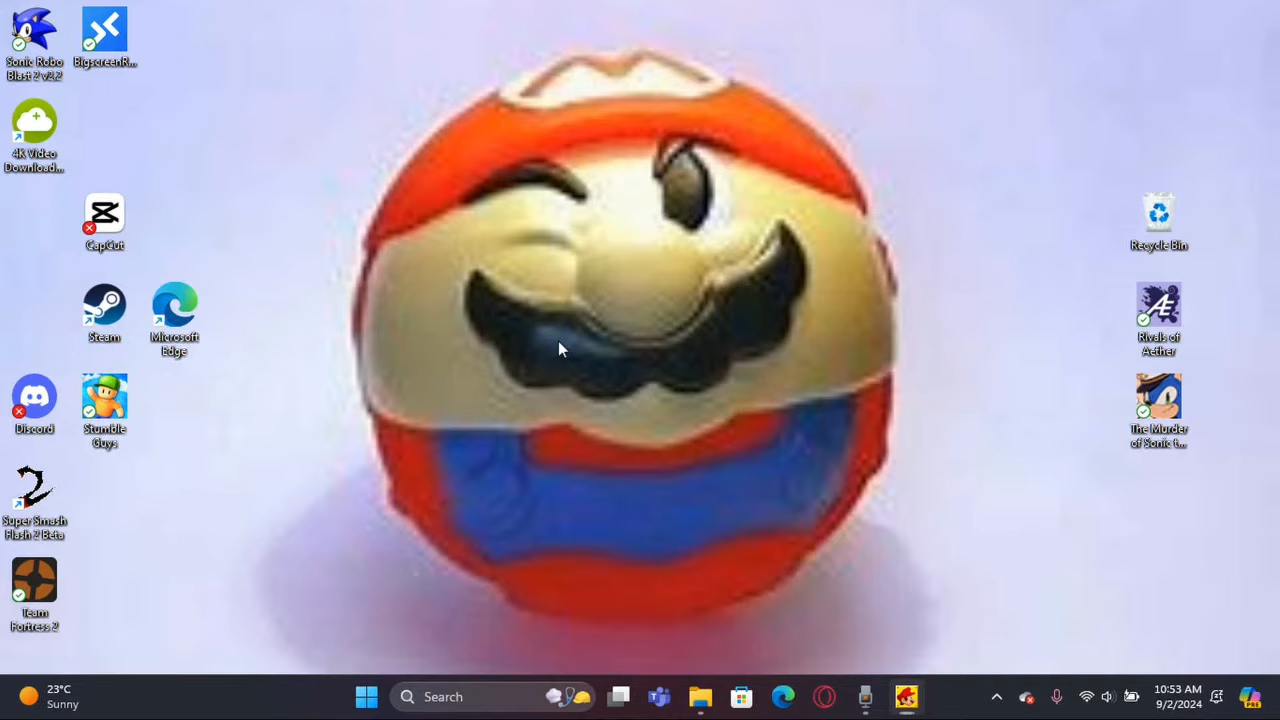 Sonic Robo
Blast 2 v2.2
BigscreenR...
4K Video
Download...
CapCut
Steam
Microsoft
Edge
Discord
Stumble
Guys
Super Smash
Flash 2 Beta
Team
Fortress 2
Recycle Bin
Rivals of
Aether
The Murder
of Sonic t...
23°C
Sunny
Search
10:53 AM
9/2/2024
PRE